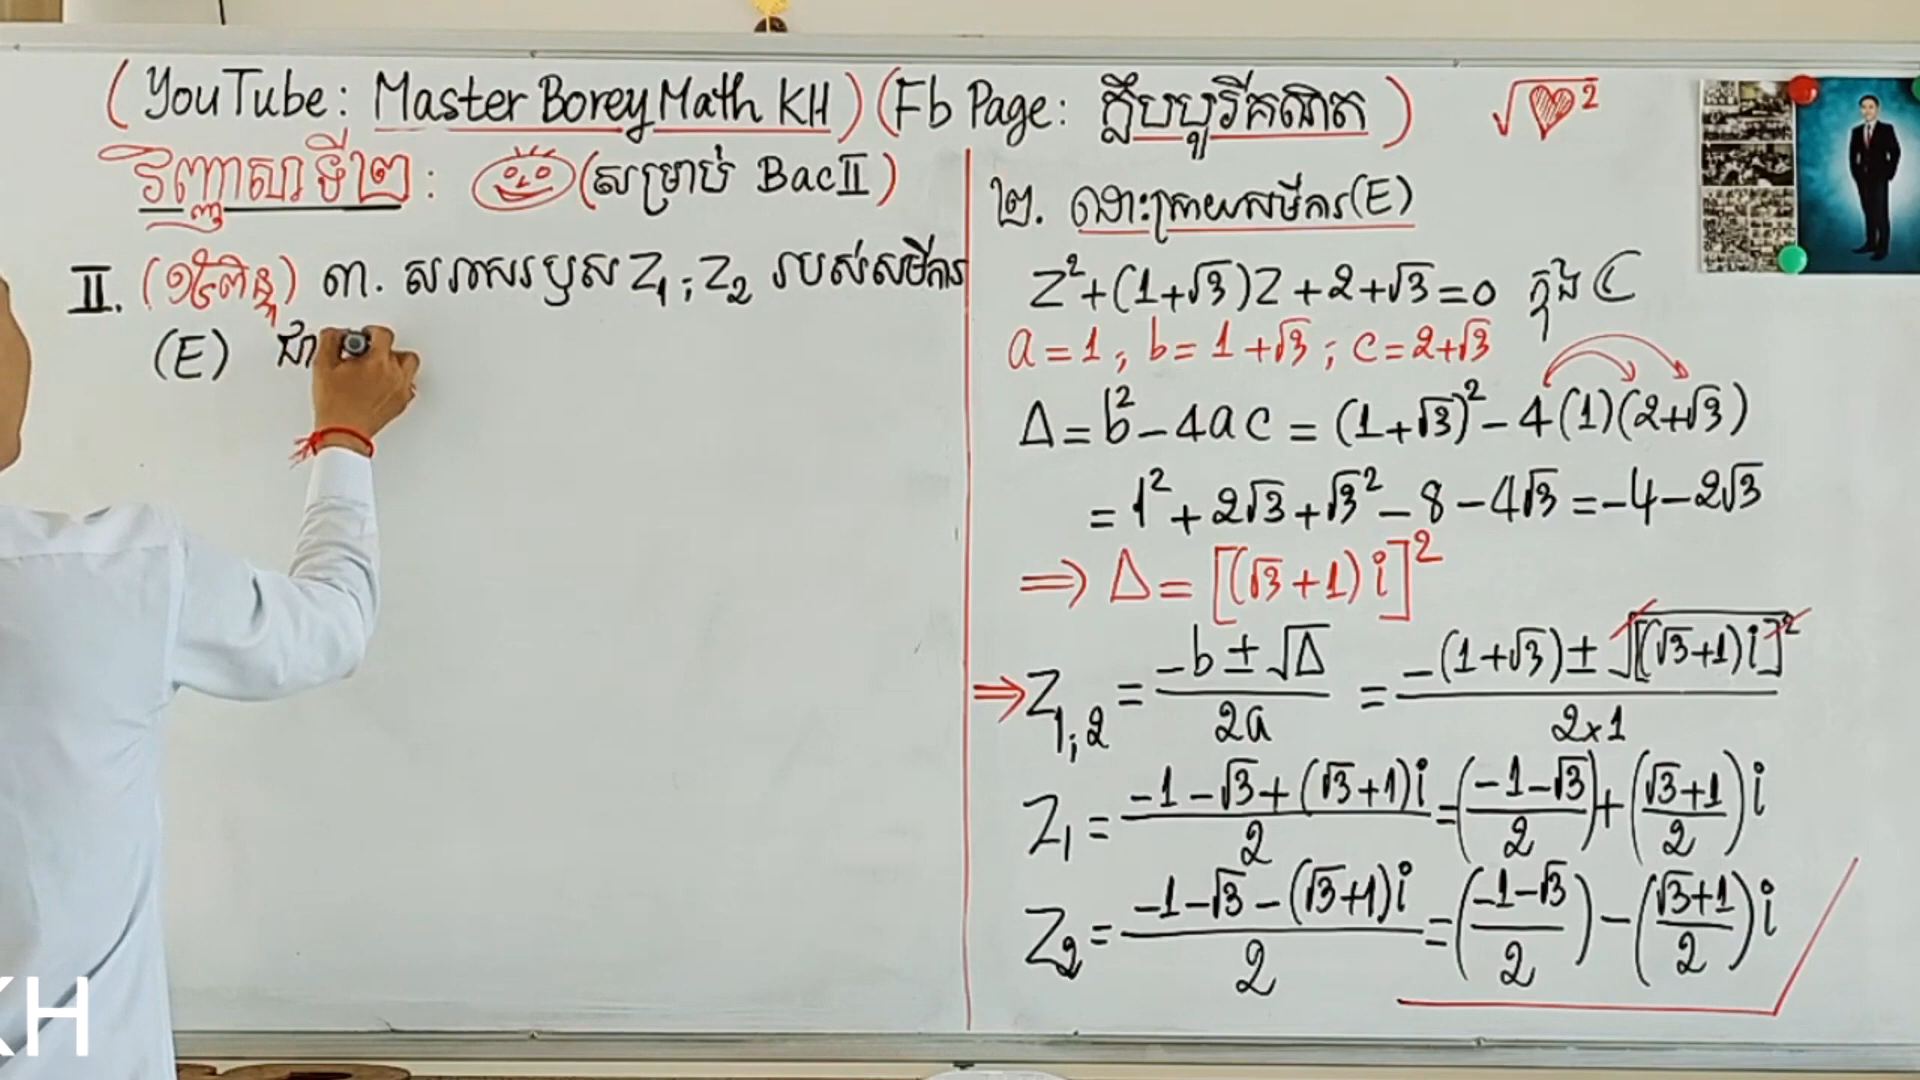 (YouTube: Master Borey Math KH) (Fb Page: ក្លឹបបូរីគណិត) √♡²
វិញ្ញាសាទី២ : (សម្រាប់ Bac II)
II. (១៥ពិន្ទុ) ៣. សរសេរឫស Z₁ ; Z₂ របស់សមីការ
(E) ជា
២. ដោះស្រាយសមីការ (E)
Z² + (1+√3)Z + 2+√3 = 0 ក្នុង ℂ
a = 1 ; b = 1+√3 ; c = 2+√3
Δ = b² - 4ac = (1+√3)² - 4(1)(2+√3)
= 1² + 2√3 + √3² - 8 - 4√3 = -4 - 2√3
⇒ Δ = [(√3+1)i]²
⇒ Z₁;₂ = (-b ± √Δ)/2a = (-(1+√3) ± √[(√3+1)i]²)/2×1
Z₁ = (-1-√3+(√3+1)i)/2 = ((-1-√3)/2) + ((√3+1)/2)i
Z₂ = (-1-√3-(√3+1)i)/2 = ((-1-√3)/2) - ((√3+1)/2)i
KH